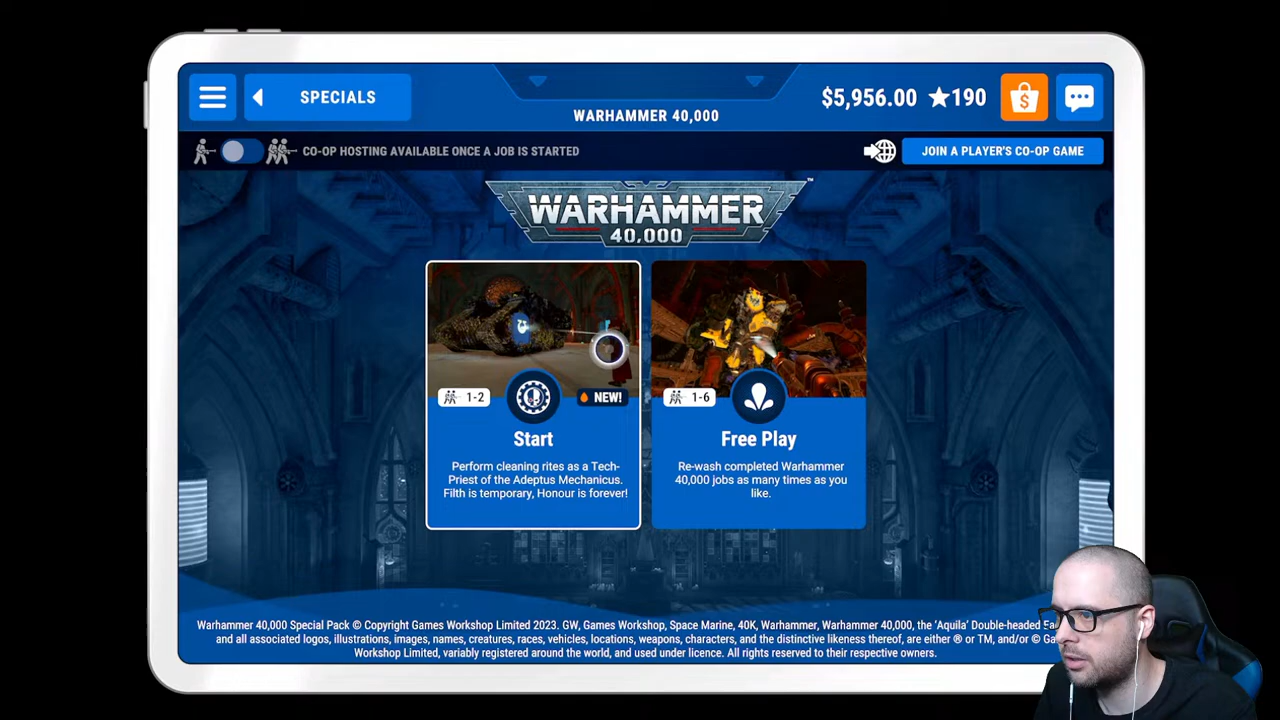 SPECIALS
WARHAMMER 40,000
$5,956.00 ★190
CO-OP HOSTING AVAILABLE ONCE A JOB IS STARTED
JOIN A PLAYER'S CO-OP GAME
WARHAMMER™
40,000
1-2
NEW!
Start
Perform cleaning rites as a Tech-
Priest of the Adeptus Mechanicus.
Filth is temporary, Honour is forever!
1-6
Free Play
Re-wash completed Warhammer
40,000 jobs as many times as you
like.
Warhammer 40,000 Special Pack © Copyright Games Workshop Limited 2023. GW, Games Workshop, Space Marine, 40K, Warhammer, Warhammer 40,000, the 'Aquila' Double-headed
and all associated logos, illustrations, images, names, creatures, races, vehicles, locations, weapons, characters, and the distinctive likeness thereof, are either ® or TM, and/or ©
Workshop Limited, variably registered around the world, and used under licence. All rights reserved to their respective owners.